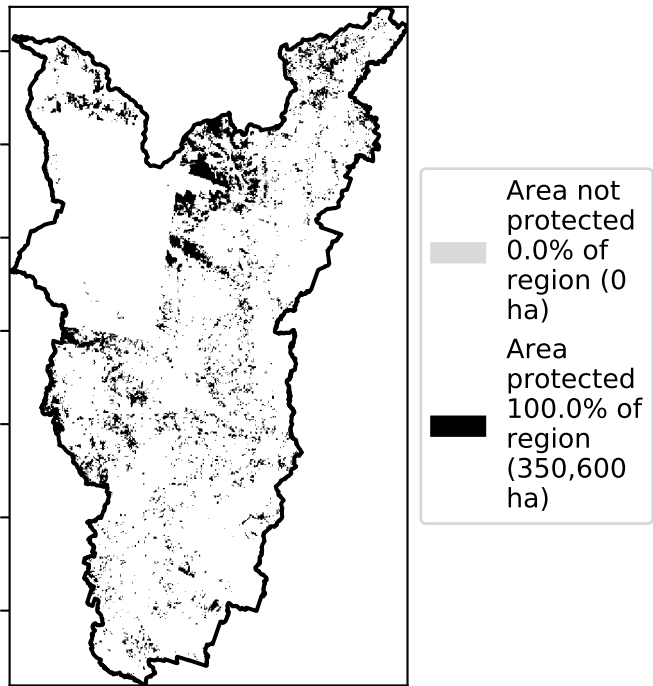 Area not
protected
0.0% of
region (0
ha)
Area
protected
100.0% of
region
(350,600
ha)